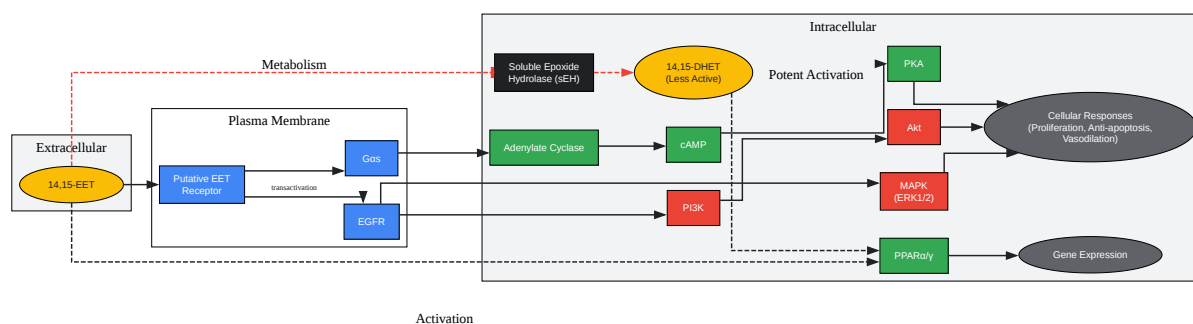 Intracellular
Metabolism
Soluble Epoxide
Hydrolase (sEH)
14,15-DHET
(Less Active)
Potent Activation
PKA
Plasma Membrane
Extracellular
14,15-EET
Putative EET
Receptor
Gαs
transactivation
EGFR
Adenylate Cyclase
cAMP
Akt
Cellular Responses
(Proliferation, Anti-apoptosis,
Vasodilation)
PI3K
MAPK
(ERK1/2)
PPARα/γ
Gene Expression
Activation